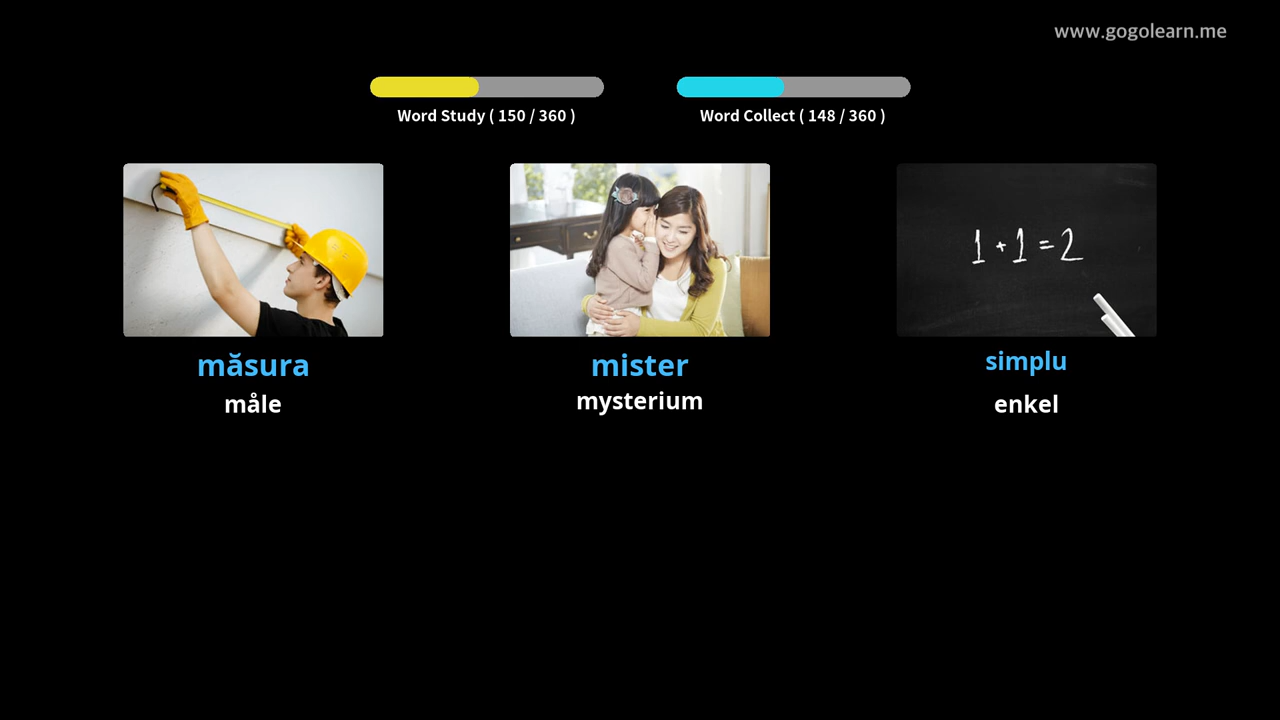 www.gogolearn.me
Word Study ( 150 / 360 )
Word Collect ( 148 / 360 )
1 + 1 = 2
măsura
mister
simplu
måle
mysterium
enkel